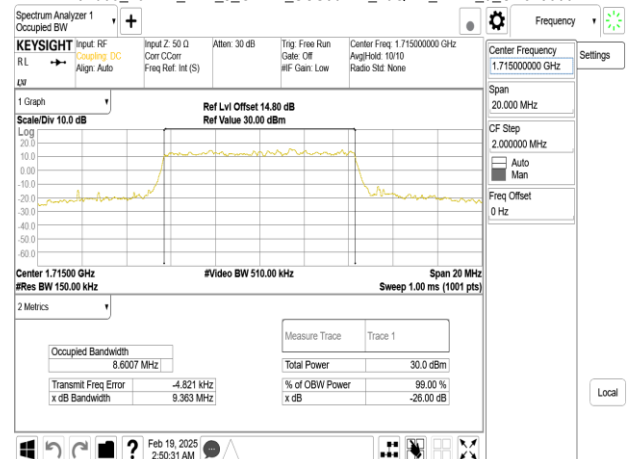 Spectrum Analyzer 1
Occupied BW
Frequency
KEYSIGHT
RL
Input: RF
Coupling: DC
Align: Auto
Input Z: 50 Ω
Corr CCorr
Freq Ref: Int (S)
Atten: 30 dB
Trig: Free Run
Gate: Off
#IF Gain: Low
Center Freq: 1.715000000 GHz
Avg|Hold: 10/10
Radio Std: None
LXI
Center Frequency
1.715000000 GHz
Settings
Span
20.000 MHz
CF Step
2.000000 MHz
Auto
Man
Freq Offset
0 Hz
Local
1 Graph
Scale/Div 10.0 dB
Ref Lvl Offset 14.80 dB
Ref Value 30.00 dBm
Log
20.0
10.0
0.00
-10.0
-20.0
-30.0
-40.0
-50.0
-60.0
Center 1.71500 GHz
#Res BW 150.00 kHz
#Video BW 510.00 kHz
Span 20 MHz
Sweep 1.00 ms (1001 pts)
2 Metrics
Measure Trace
Trace 1
Occupied Bandwidth
8.6007 MHz
Total Power
30.0 dBm
Transmit Freq Error
-4.821 kHz
% of OBW Power
99.00 %
x dB Bandwidth
9.363 MHz
x dB
-26.00 dB
Feb 19, 2025
2:50:31 AM